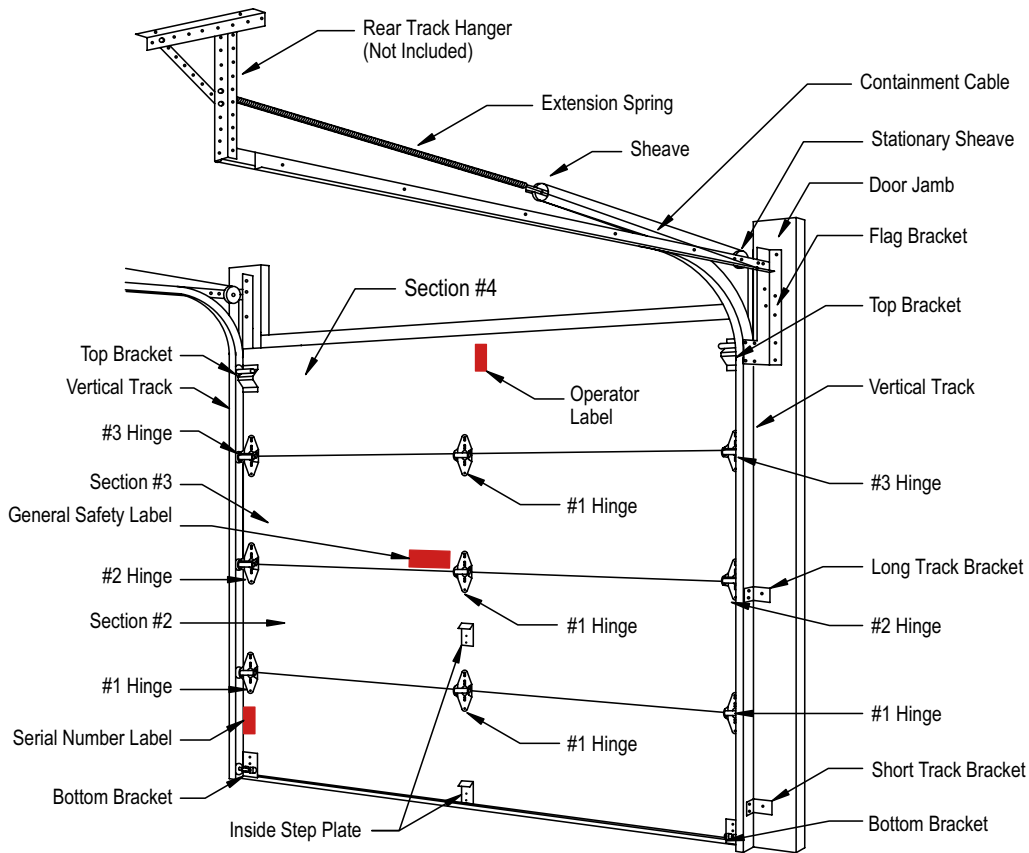 Rear Track Hanger
(Not Included)
Extension Spring
Sheave
Containment Cable
Stationary Sheave
Door Jamb
Flag Bracket
Top Bracket
Section #4
Top Bracket
Vertical Track
Operator
Label
Vertical Track
#3 Hinge
Section #3
General Safety Label
#1 Hinge
#3 Hinge
#2 Hinge
Section #2
#1 Hinge
Long Track Bracket
#2 Hinge
#1 Hinge
Serial Number Label
#1 Hinge
#1 Hinge
Bottom Bracket
Inside Step Plate
Short Track Bracket
Bottom Bracket